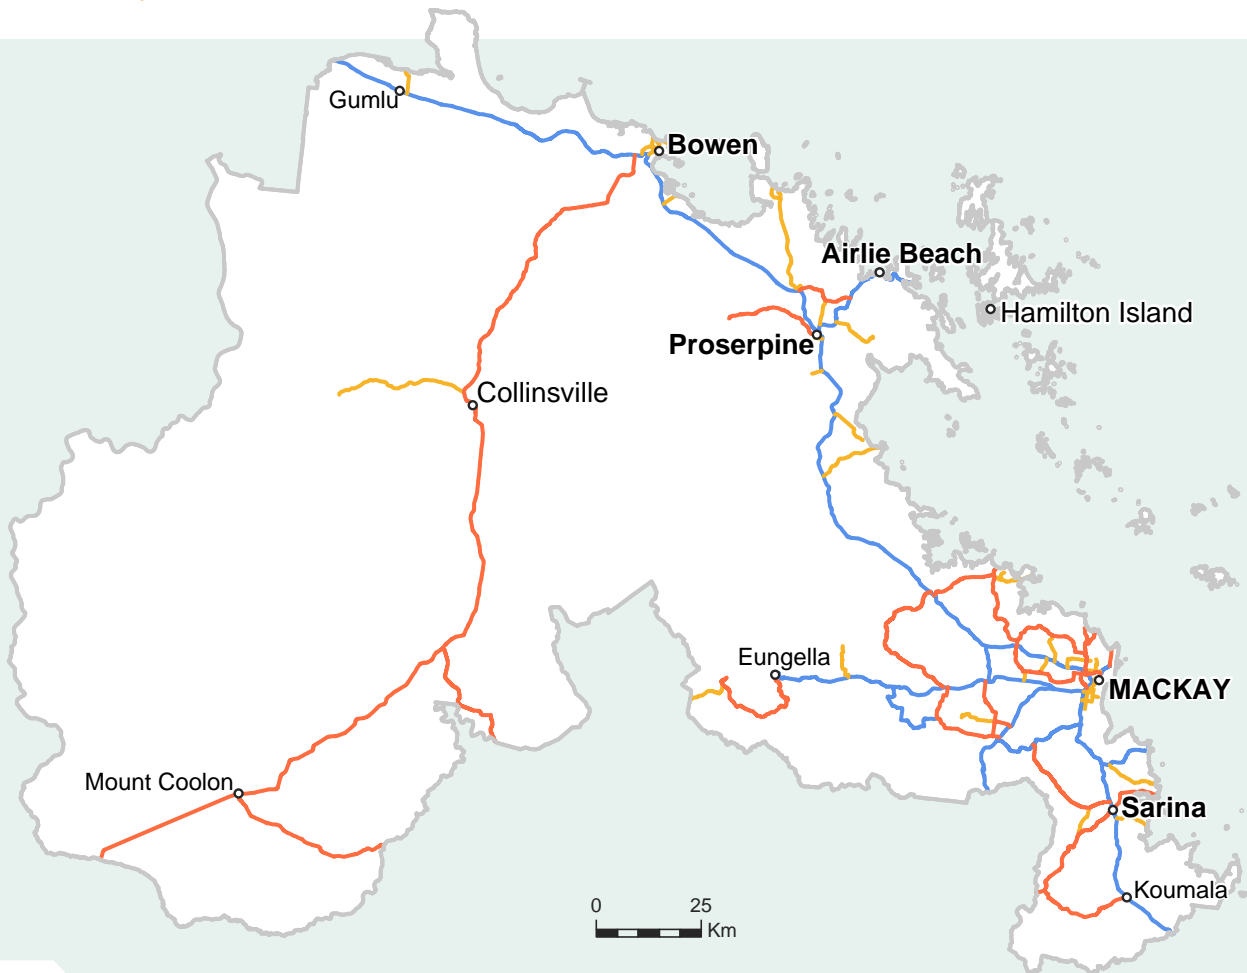 Gumlu
Bowen
Airlie Beach
Hamilton Island
Proserpine
Collinsville
Eungella
MACKAY
Mount Coolon
Sarina
Koumala
0 25
Km